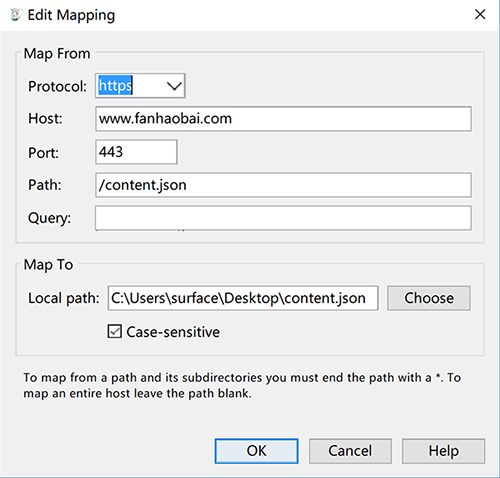 Edit Mapping
Map From
Protocol: https
Host: www.fanhaobai.com
Port: 443
Path: /content.json
Query:
Map To
Local path: C:\Users\surface\Desktop\content.json Choose
Case-sensitive
To map from a path and its subdirectories you must end the path with a *. To
map an entire host leave the path blank.
OK Cancel Help